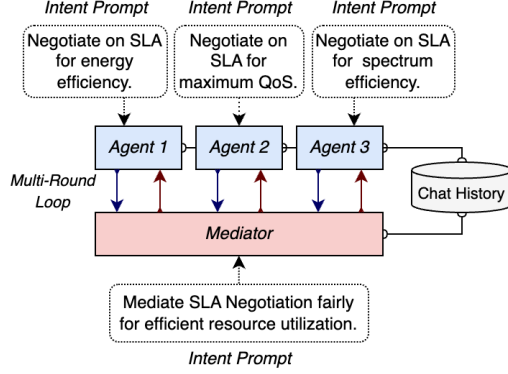 Intent Prompt
Intent Prompt
Intent Prompt
Negotiate on SLA
for energy
efficiency.
Negotiate on
SLA for
maximum QoS.
Negotiate on SLA
for spectrum
efficiency.
Agent 1
Agent 2
Agent 3
Multi-Round
Loop
Chat History
Mediator
Mediate SLA Negotiation fairly
for efficient resource utilization.
Intent Prompt